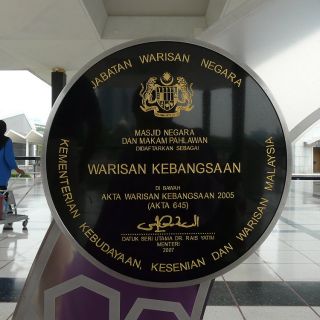 JABATAN WARISAN NEGARA
MASJID NEGARA
DAN MAKAM PAHLAWAN
DIDAFTARKAN SEBAGAI
WARISAN KEBANGSAAN
DI BAWAH
AKTA WARISAN KEBANGSAAN 2005
(AKTA 645)
DATUK SERI UTAMA DR. RAIS YATIM
MENTERI
2007
KEMENTERIAN KEBUDAYAAN, KESENIAN DAN WARISAN MALAYSIA